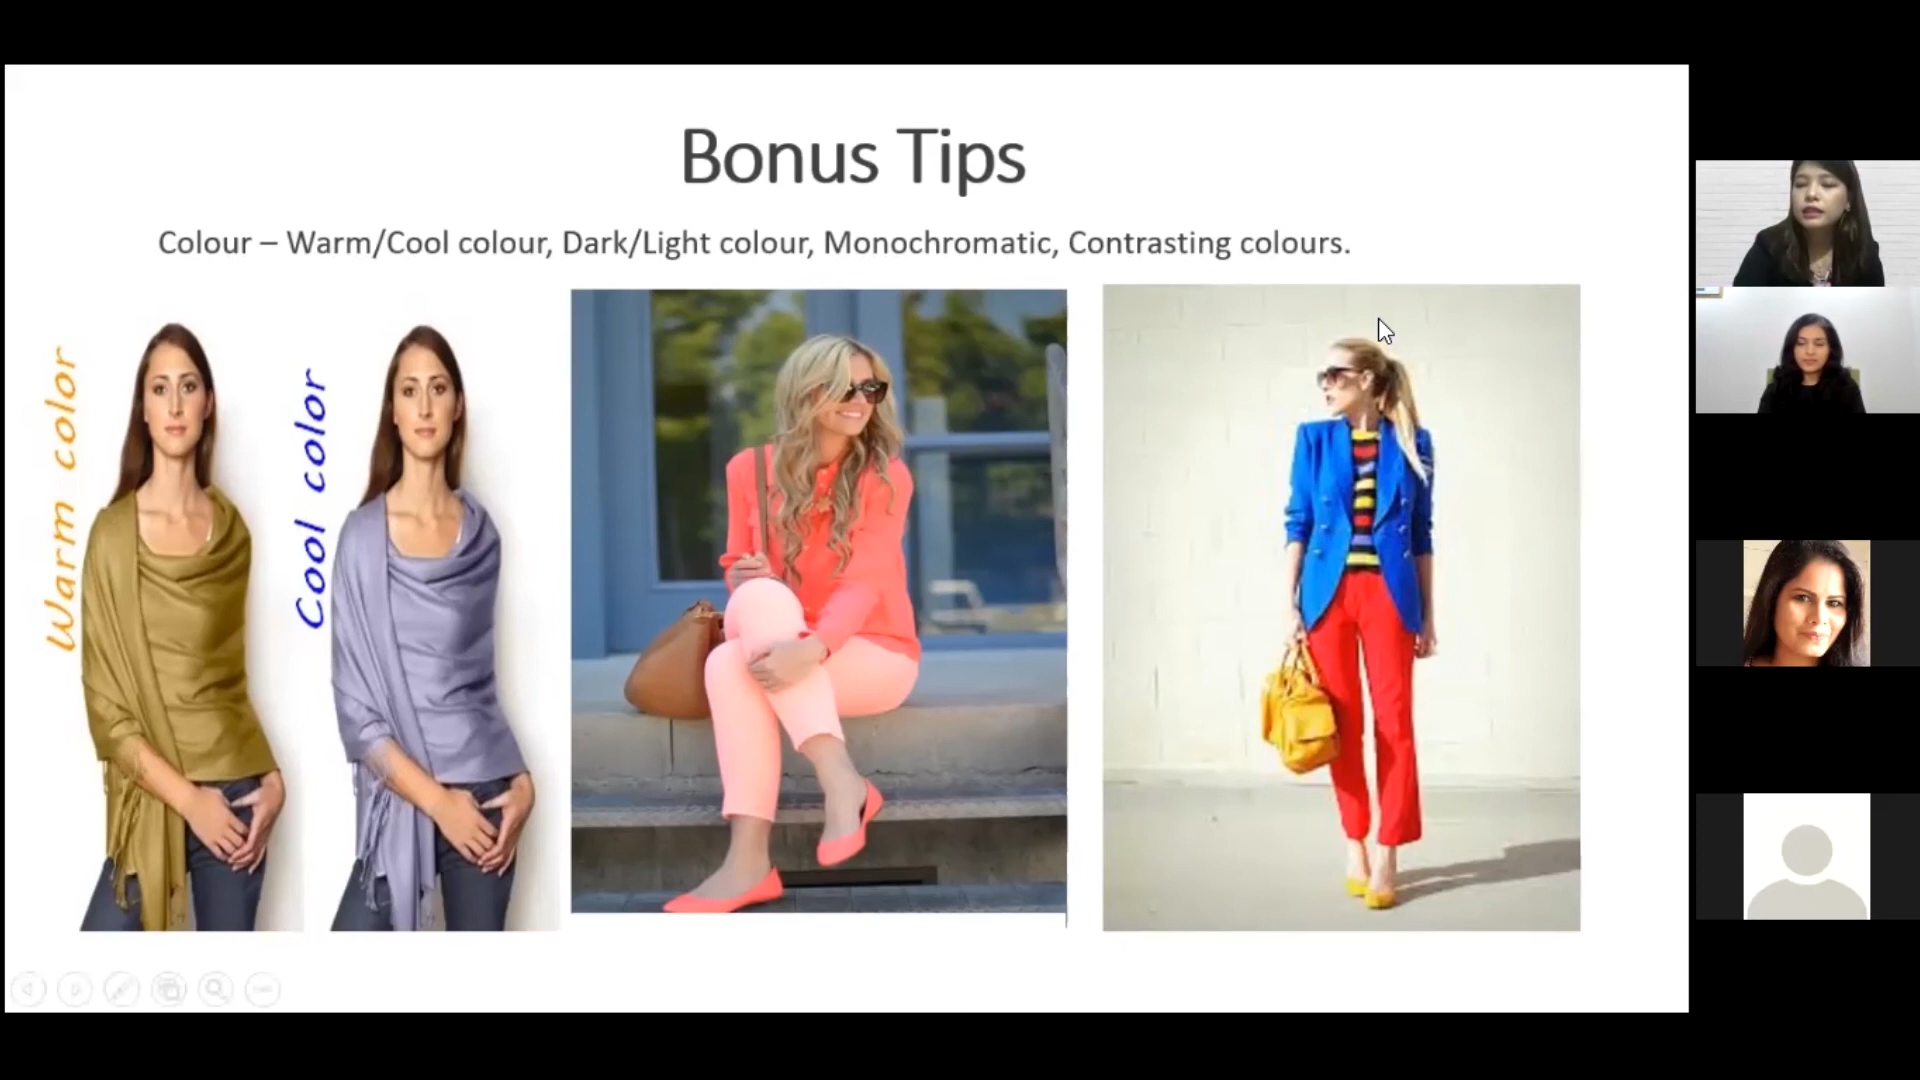 Bonus Tips
Colour – Warm/Cool colour, Dark/Light colour, Monochromatic, Contrasting colours.
Warm color
Cool color